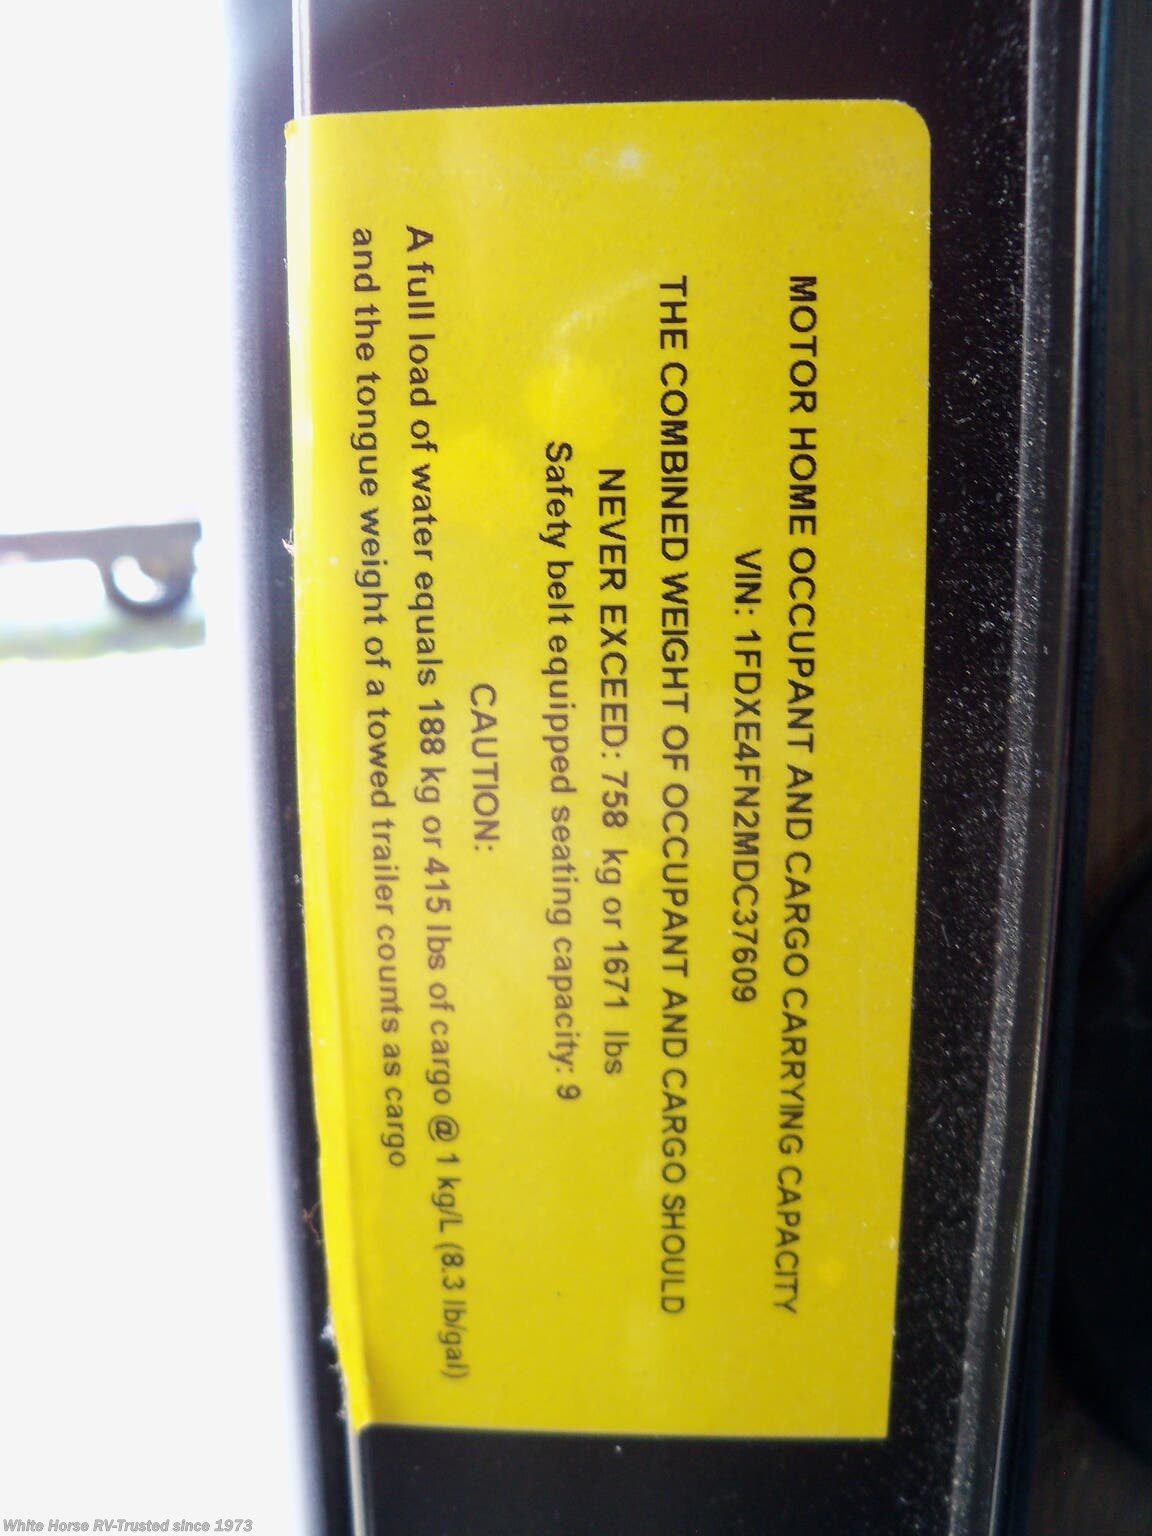 MOTOR HOME OCCUPANT AND CARGO CARRYING CAPACITY
VIN: 1FDXE4FN2MDC37609
THE COMBINED WEIGHT OF OCCUPANT AND CARGO SHOULD
NEVER EXCEED: 758 kg or 1671 lbs
Safety belt equipped seating capacity: 9
CAUTION:
A full load of water equals 188 kg or 415 lbs of cargo @ 1 kg/L (8.3 lb/gal)
and the tongue weight of a towed trailer counts as cargo
White Horse RV-Trusted since 1973